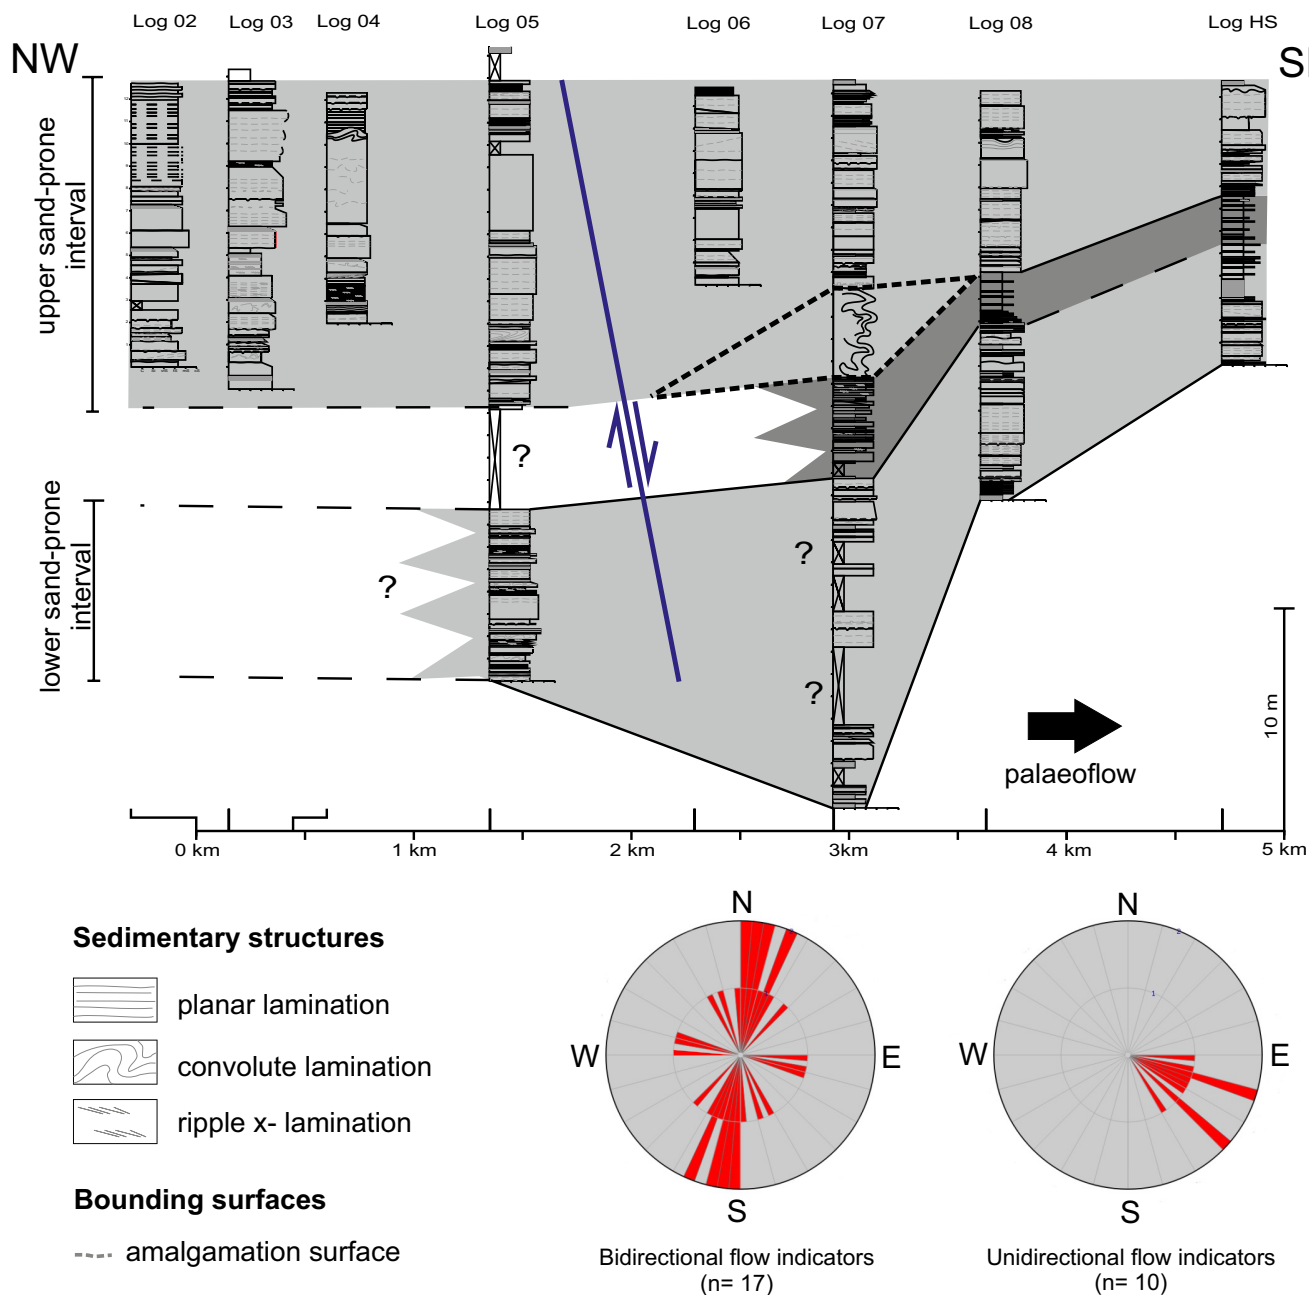 Log 02 Log 03 Log 04 Log 05 Log 06 Log 07 Log 08 Log HS
NW
upper sand-prone
interval
?
?
?
?
lower sand-prone
interval
10 m
palaeoflow
0 km 1 km 2 km 3km 4 km 5 km
Sedimentary structures
planar lamination
convolute lamination
ripple x- lamination
Bounding surfaces
amalgamation surface
N
W E
S
Bidirectional flow indicators
(n= 17)
N
2
1
W E
S
Unidirectional flow indicators
(n= 10)